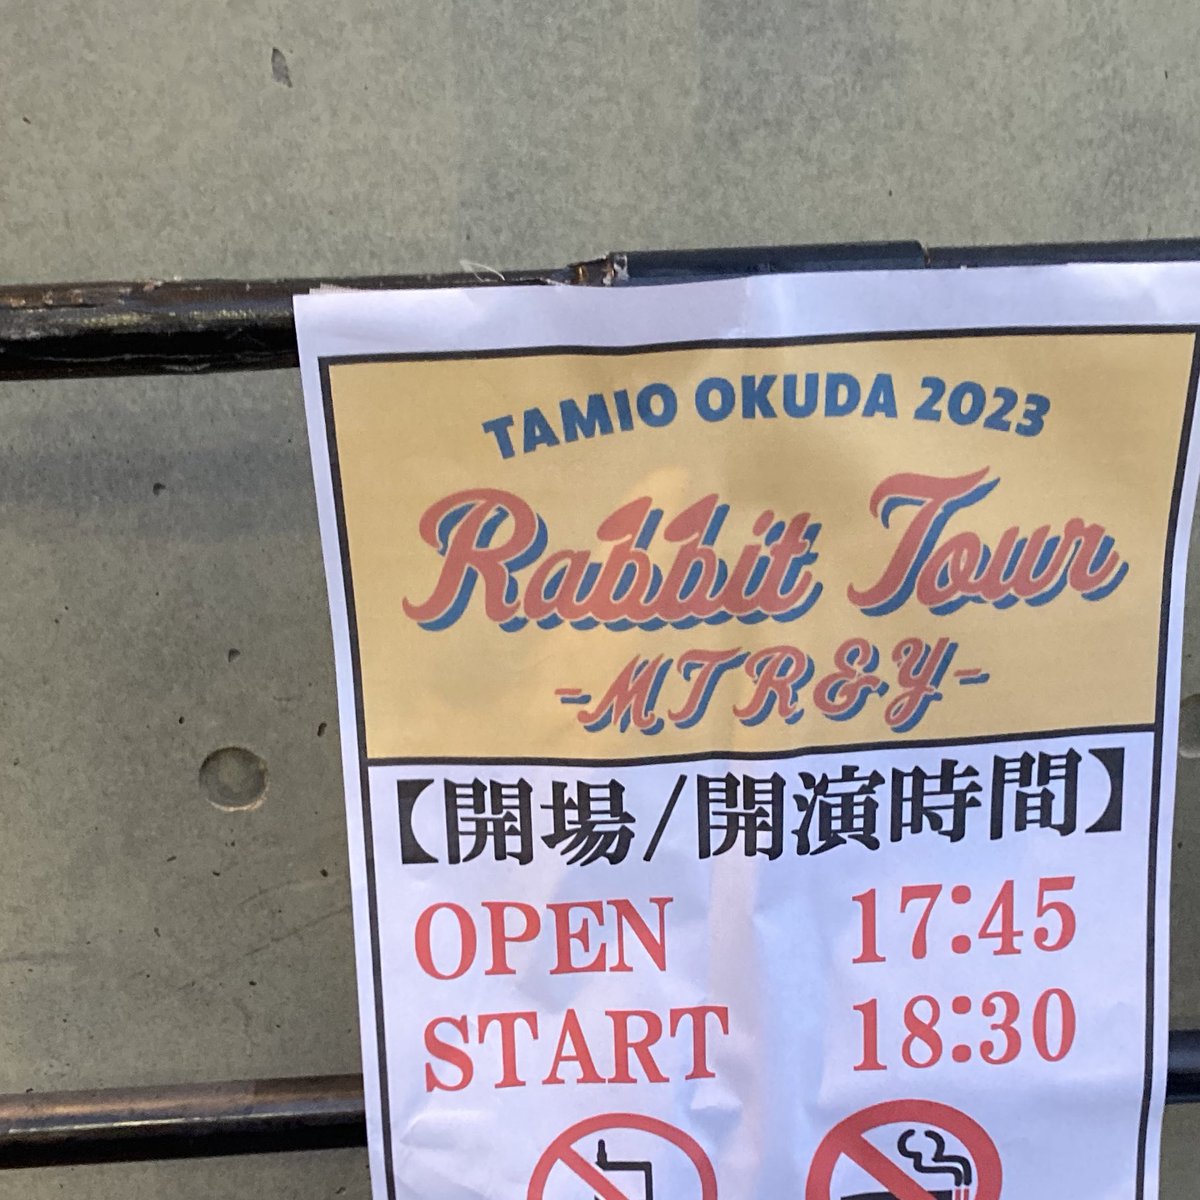 TAMIO OKUDA 2023
Rabbit Tour
-MTR&Y-
【開場/開演時間】
OPEN 17:45
START 18:30